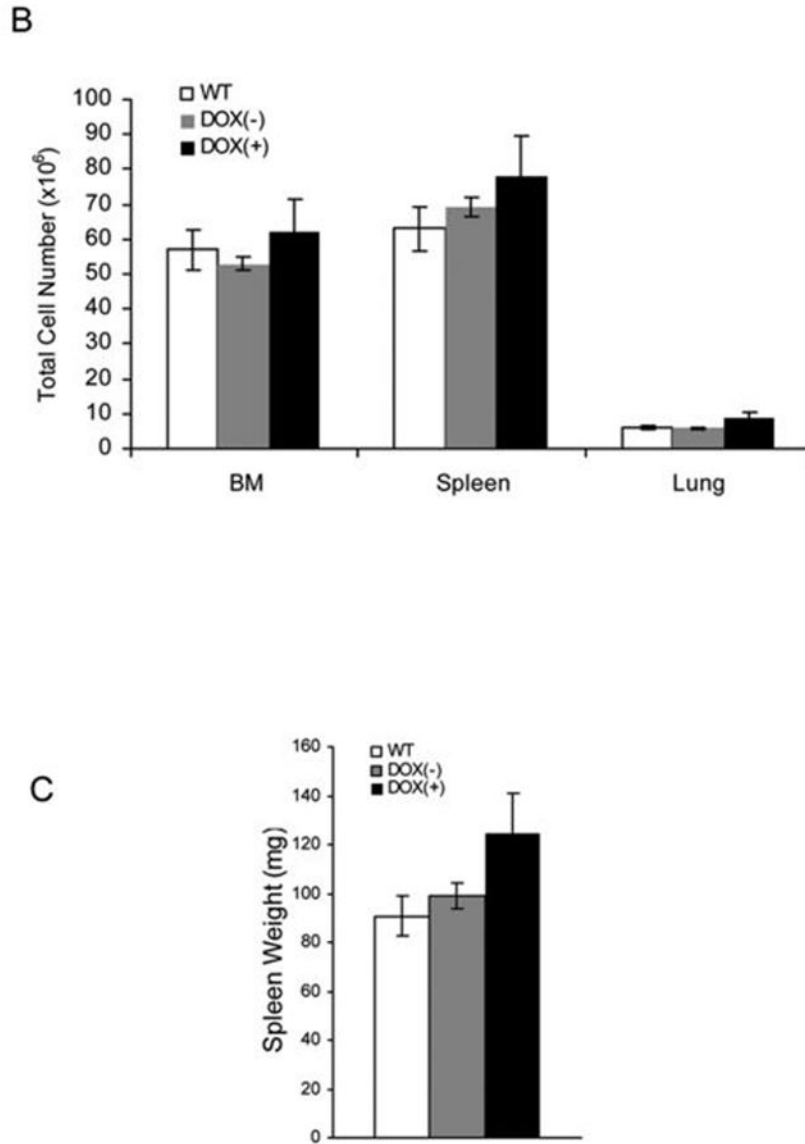 B
WT
DOX(-)
DOX(+)
Total Cell Number (x10⁶)
100
90
80
70
60
50
40
30
20
10
0
BM Spleen Lung
C
WT
DOX(-)
DOX(+)
Spleen Weight (mg)
160
140
120
100
80
60
40
20
0